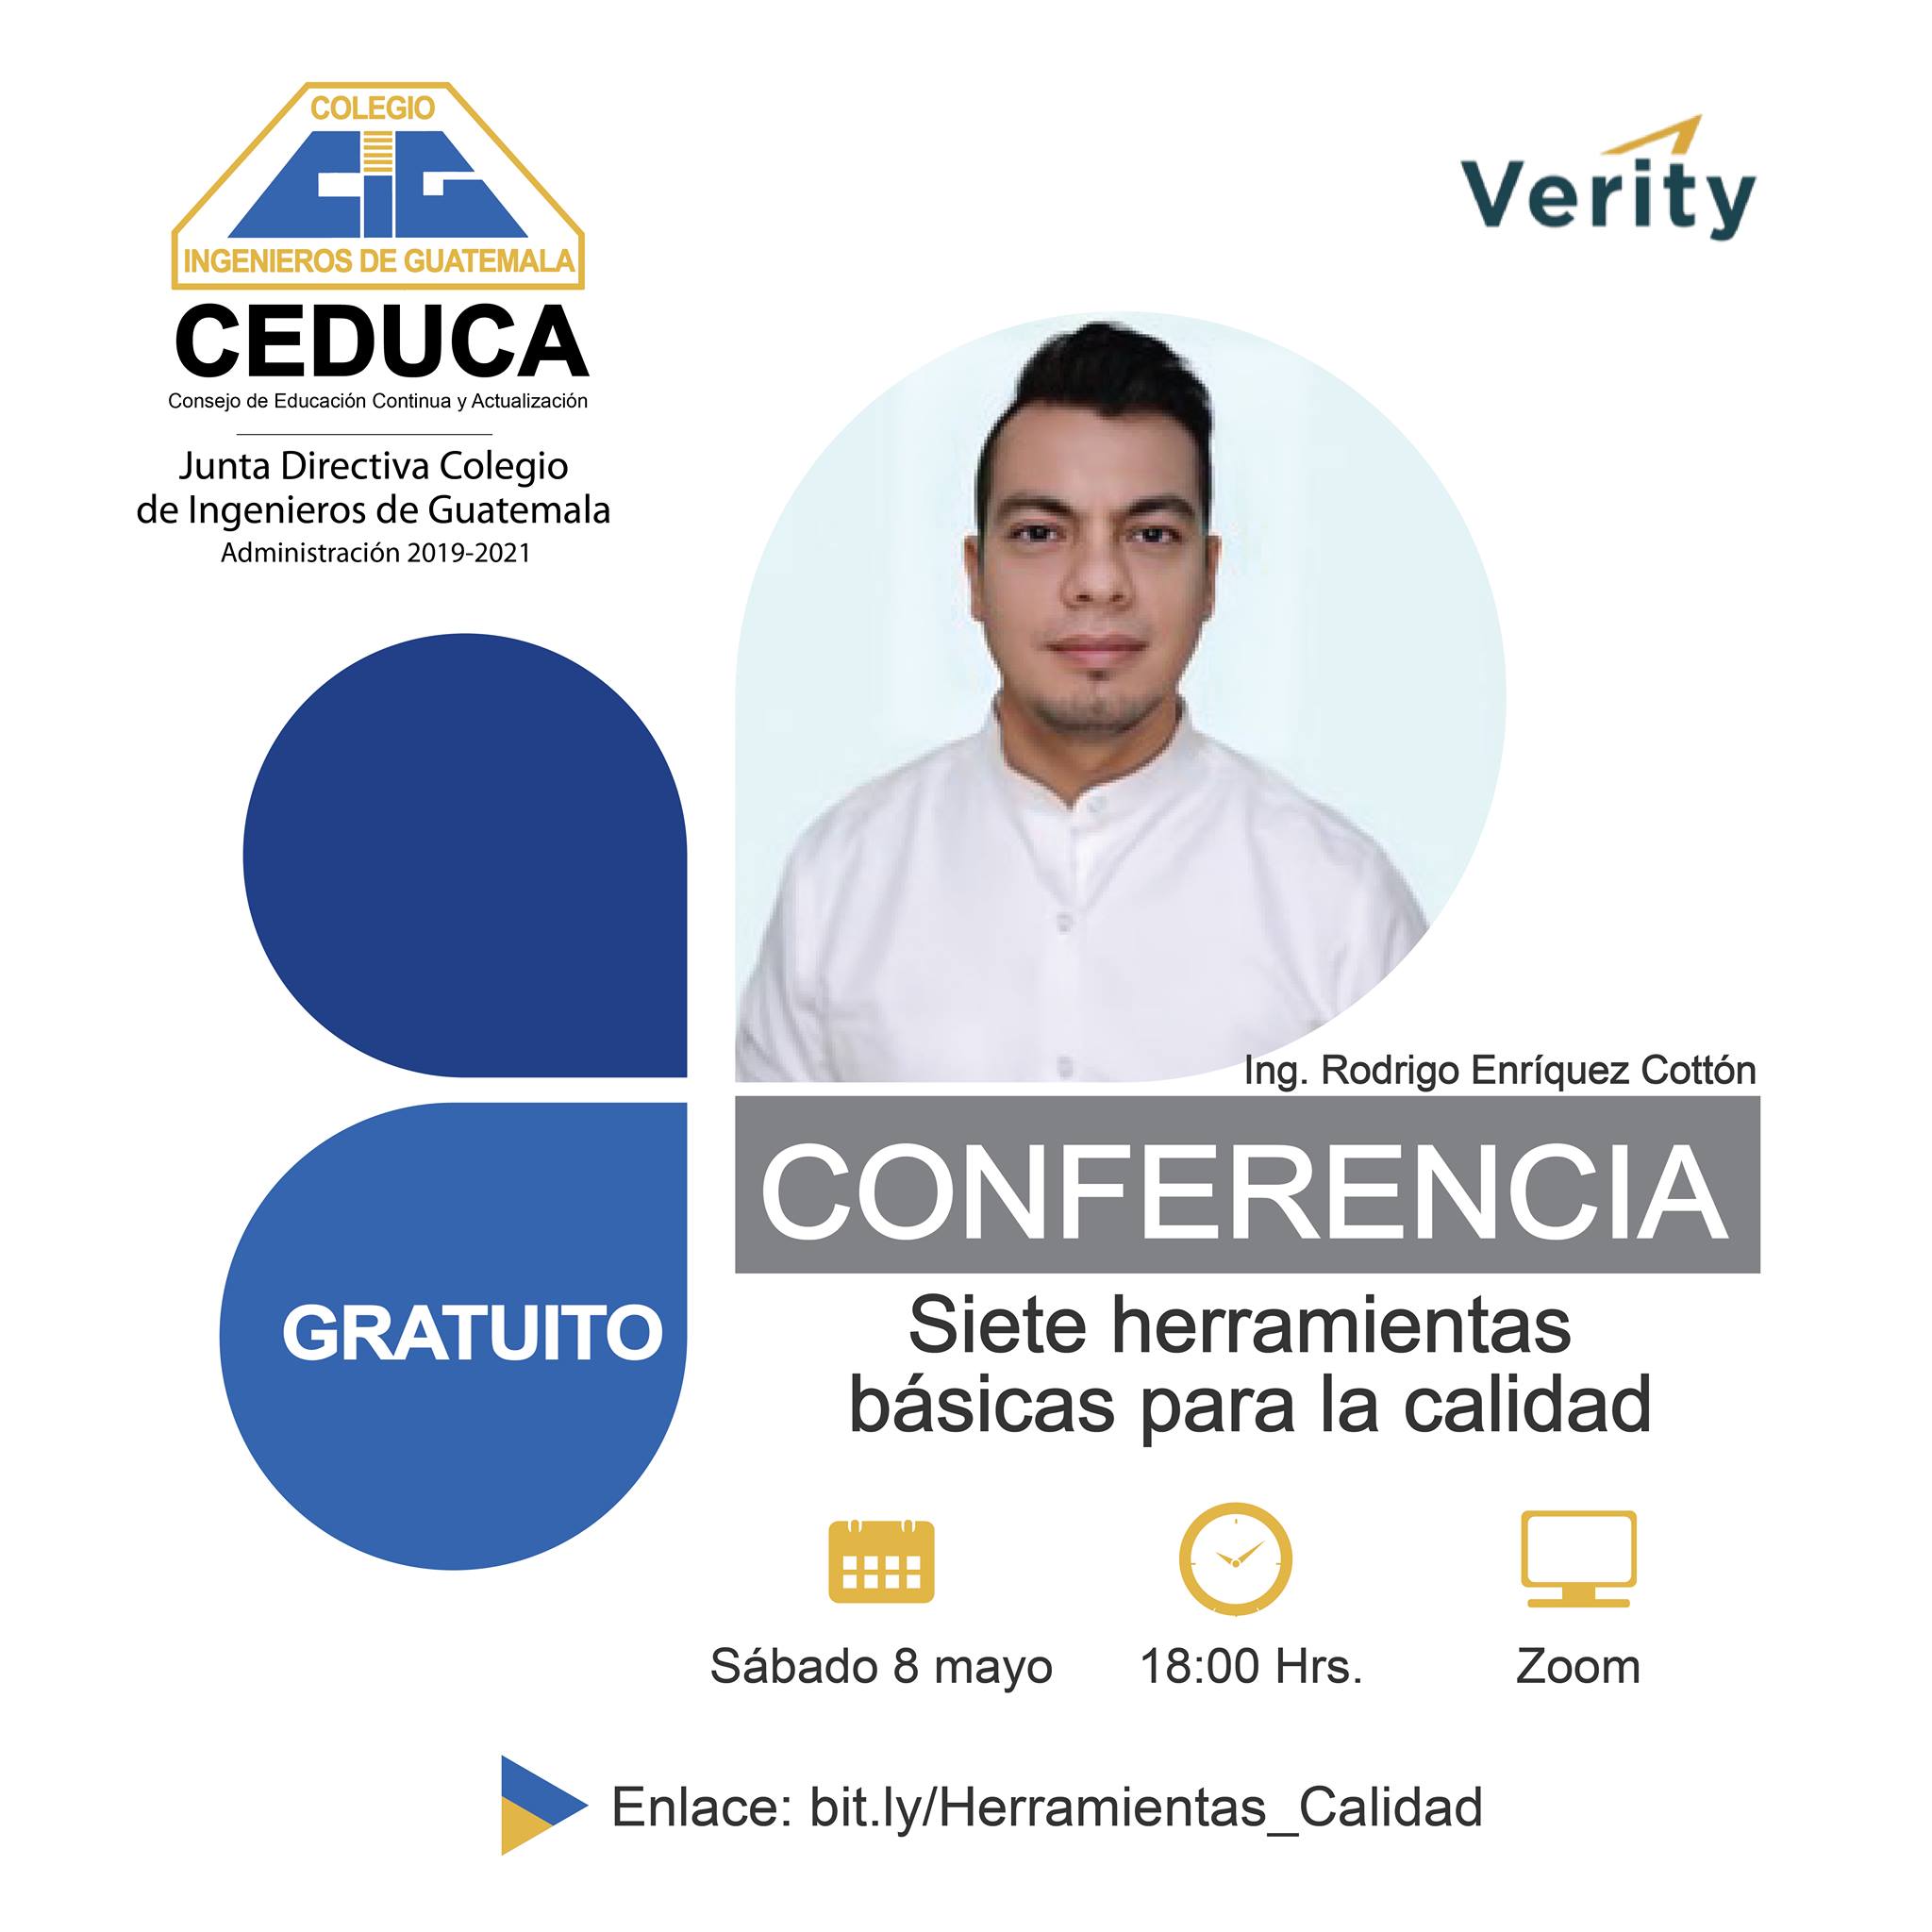 COLEGIO
CIG
INGENIEROS DE GUATEMALA
CEDUCA
Consejo de Educación Continua y Actualización
Junta Directiva Colegio
de Ingenieros de Guatemala
Administración 2019-2021
Verity
Ing. Rodrigo Enríquez Cottón
CONFERENCIA
GRATUITO
Siete herramientas
básicas para la calidad
Sábado 8 mayo
18:00 Hrs.
Zoom
Enlace: bit.ly/Herramientas_Calidad